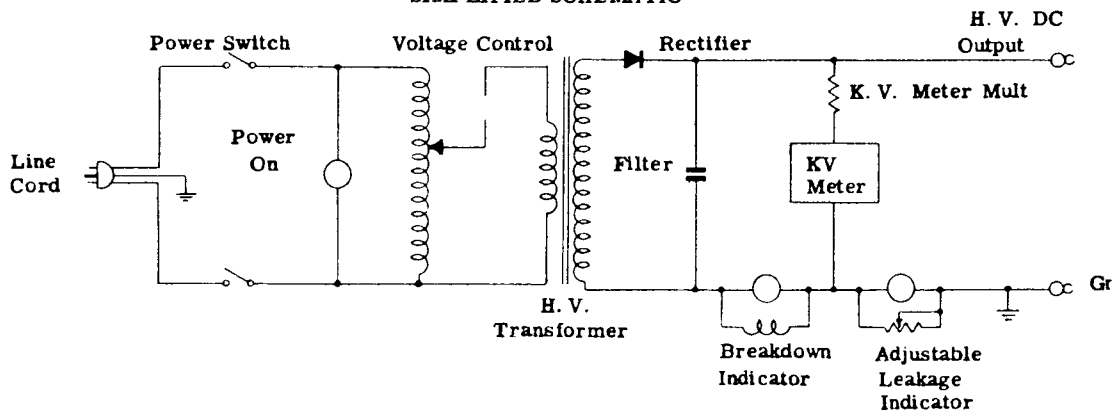 H. V. DC
Output
Power Switch
Voltage Control
Rectifier
K. V. Meter Mult
Line
Cord
Power
On
Filter
KV
Meter
Gr
H. V.
Transformer
Breakdown
Indicator
Adjustable
Leakage
Indicator